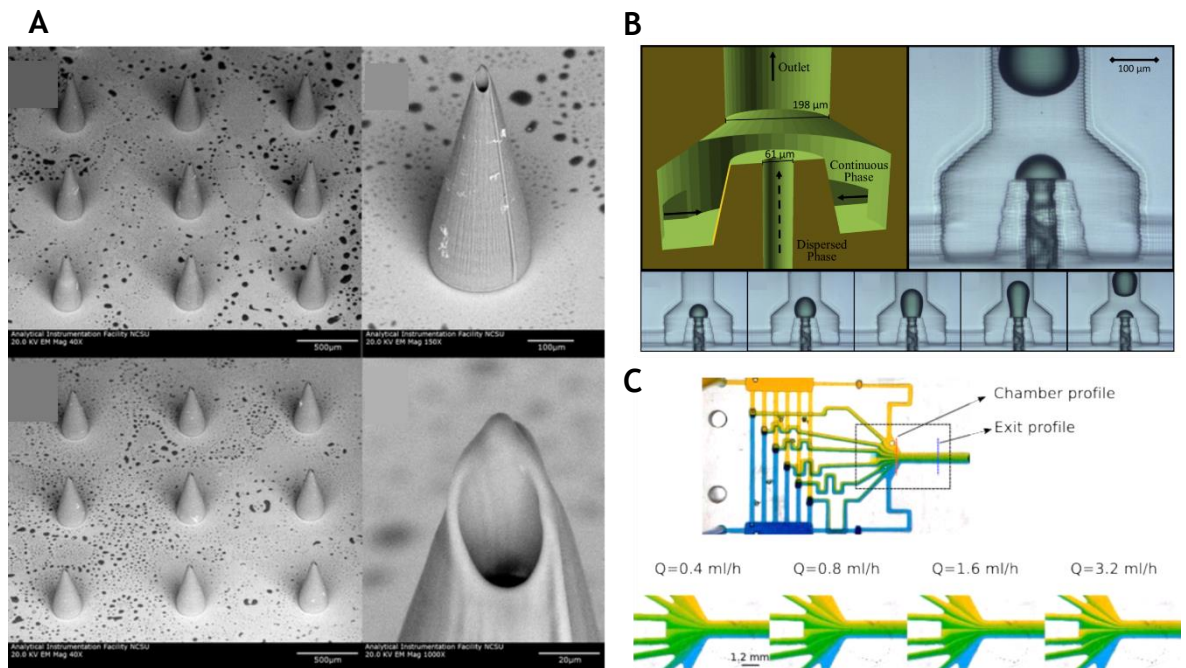 A
Analytical Instrumentation Facility NCSU
20.0 KV EM Mag 40X
500µm
Analytical Instrumentation Facility NCSU
20.0 KV EM Mag 150X
100µm
Analytical Instrumentation Facility NCSU
20.0 KV EM Mag 40X
500µm
Analytical Instrumentation Facility NCSU
20.0 KV EM Mag 1000X
20µm
B
Outlet
198 µm
61 µm
Continuous
Phase
Dispersed
Phase
100 µm
C
Chamber profile
Exit profile
Q=0.4 ml/h
Q=0.8 ml/h
Q=1.6 ml/h
Q=3.2 ml/h
1.2 mm